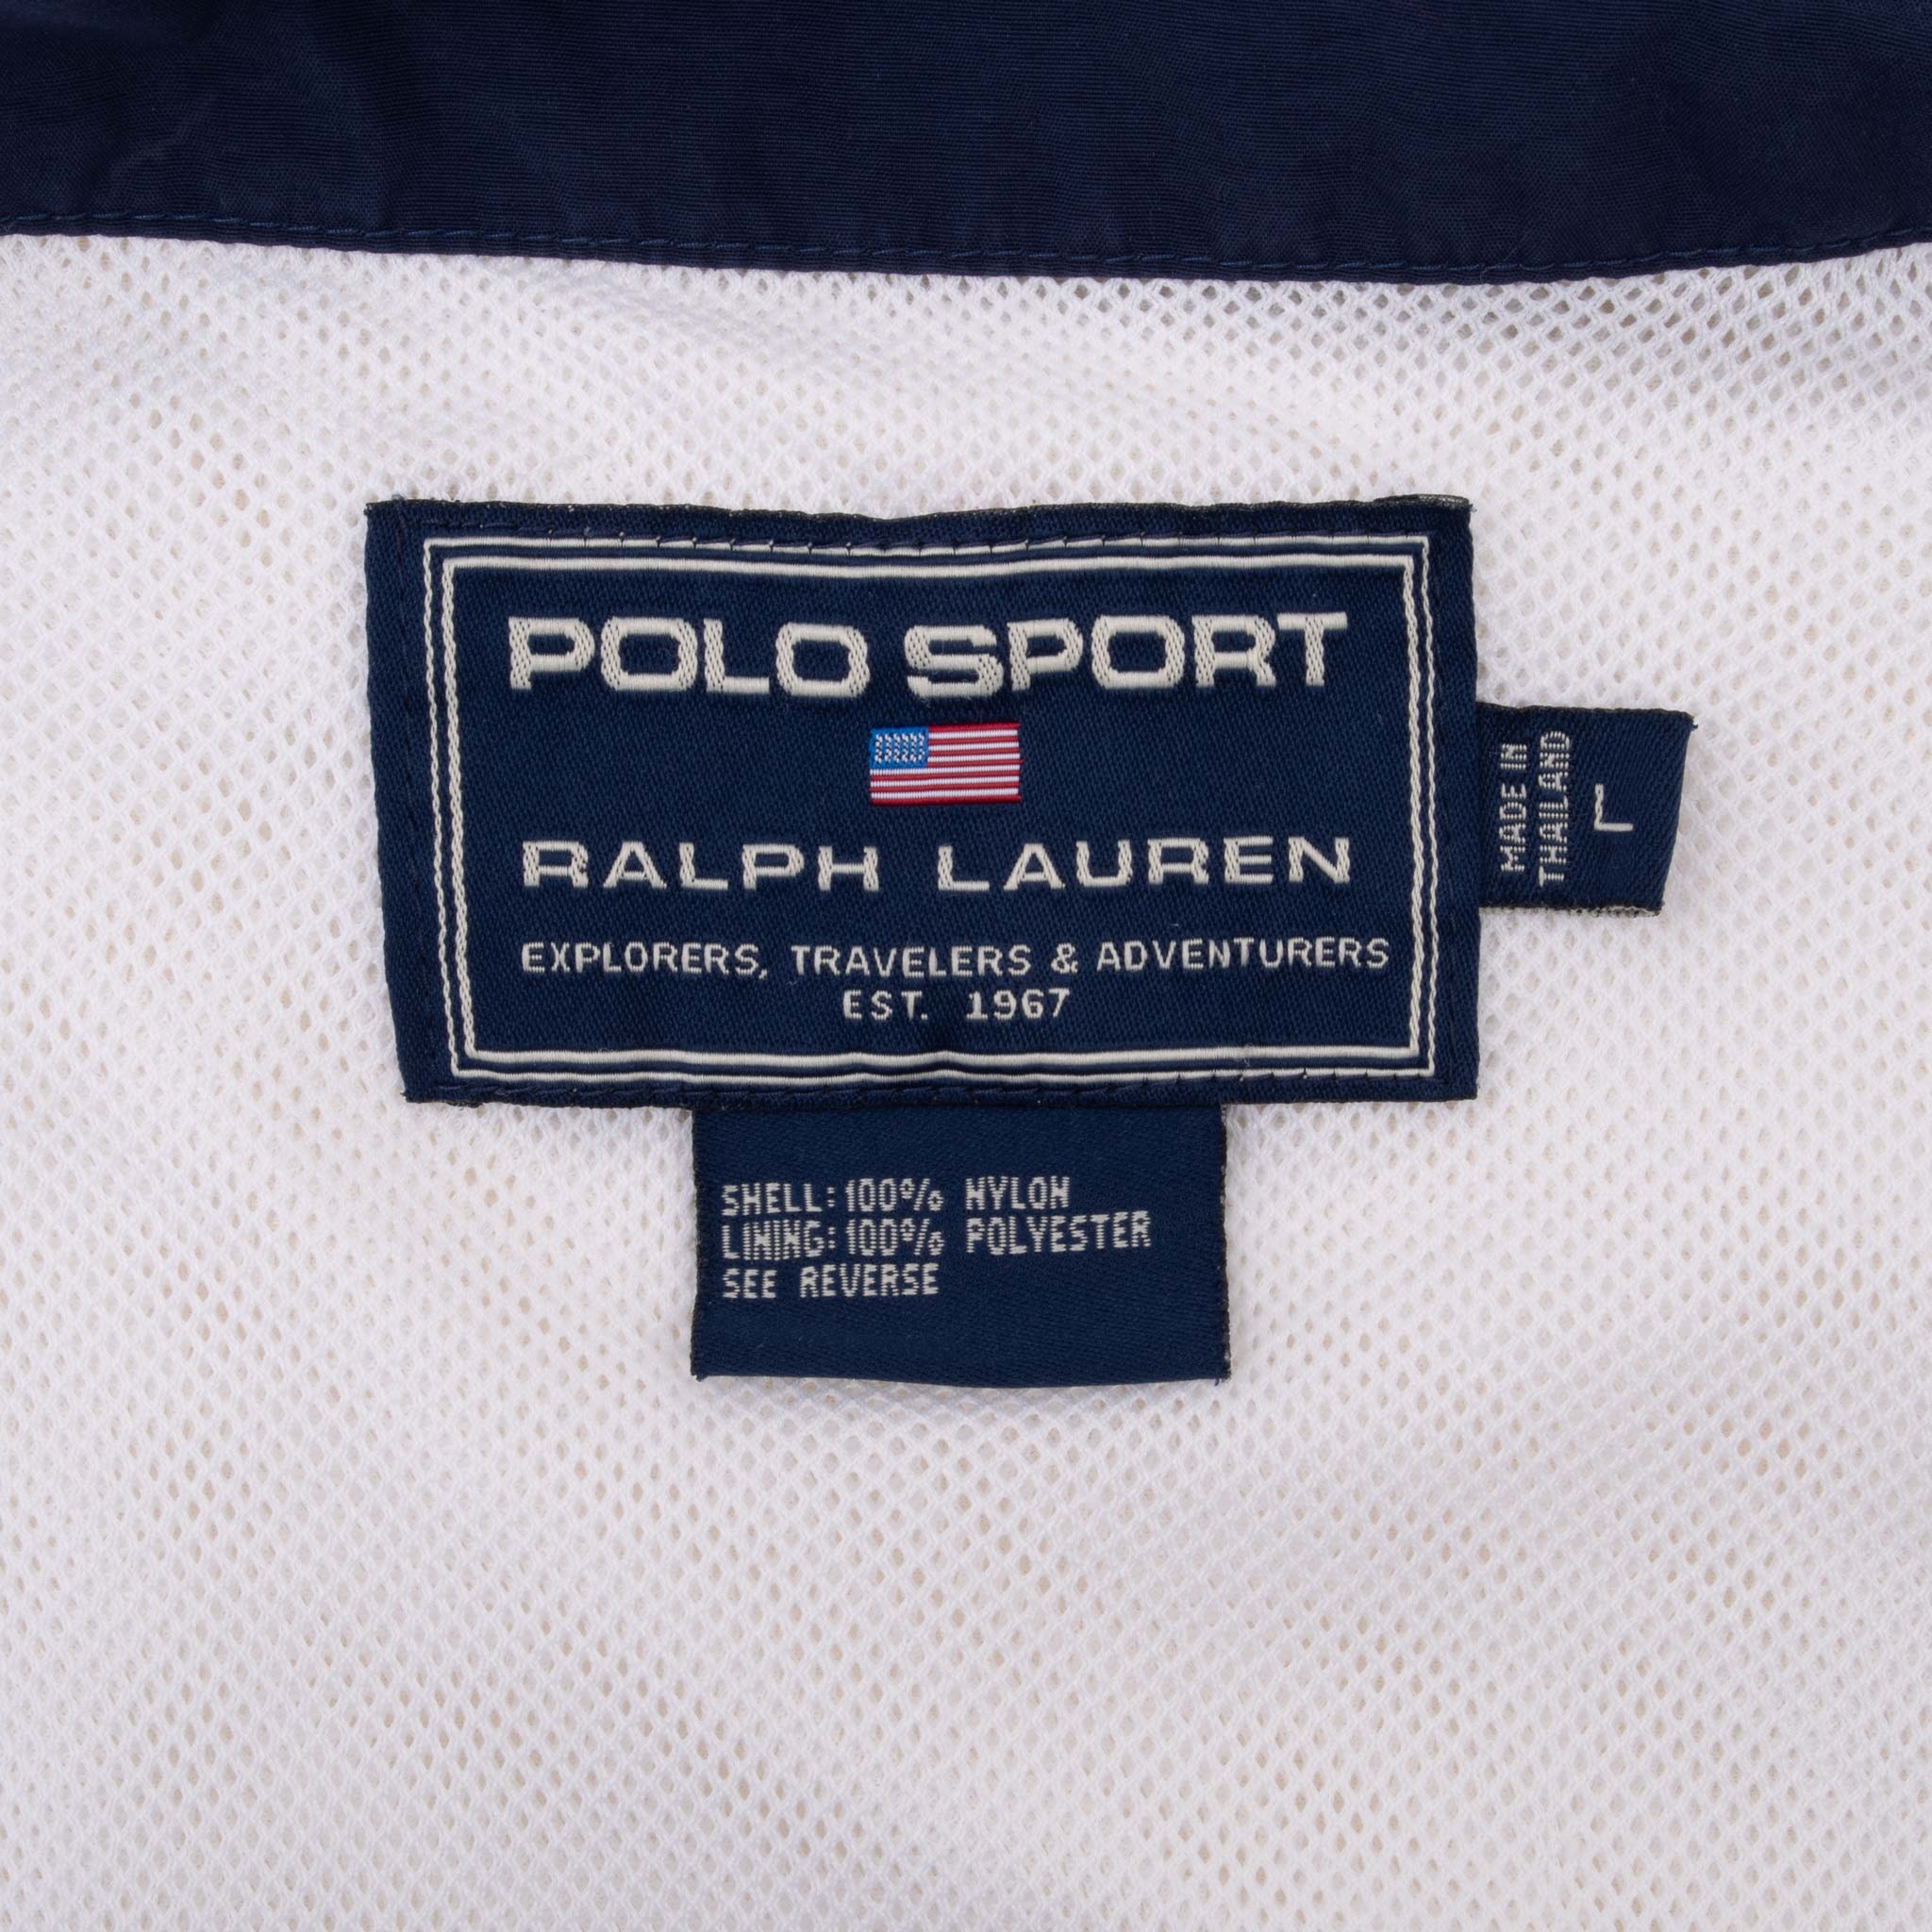 POLO SPORT
RALPH LAUREN
EXPLORERS, TRAVELERS & ADVENTURERS
EST. 1967
MADE IN
THAILAND
L
SHELL: 100% NYLON
LINING: 100% POLYESTER
SEE REVERSE